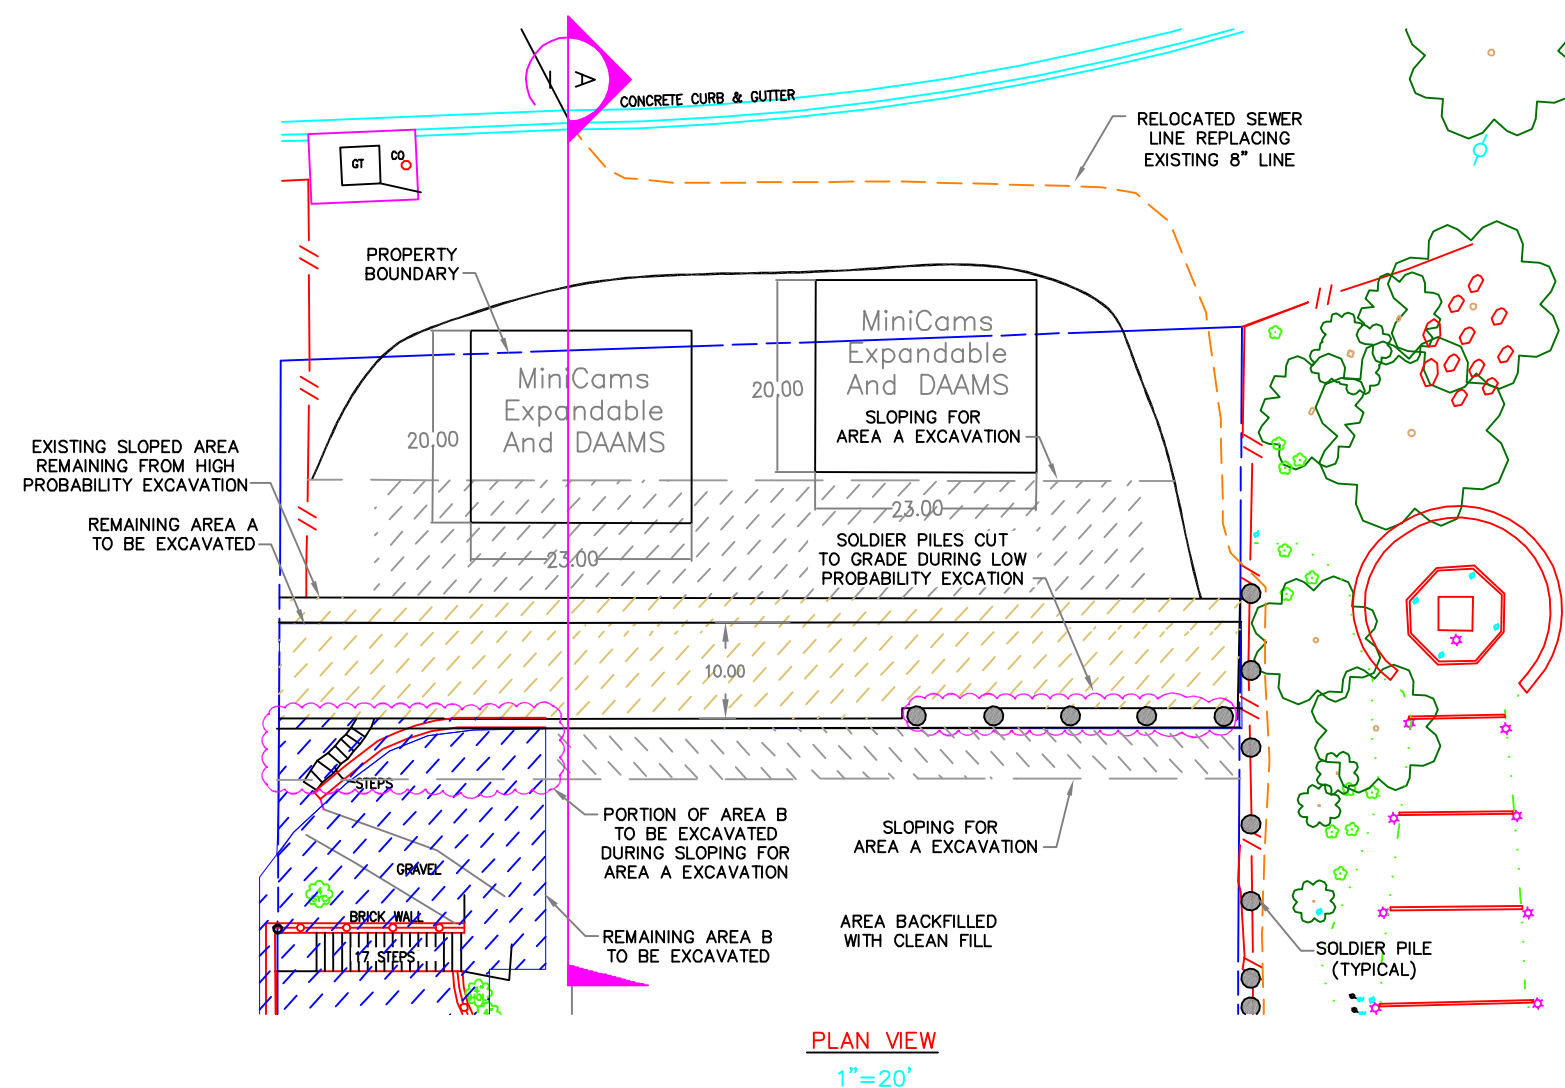 A
1
CONCRETE CURB & GUTTER
GT
CO
RELOCATED SEWER
LINE REPLACING
EXISTING 8" LINE
PROPERTY
BOUNDARY
MiniCams
Expandable
And DAAMS
20.00
23.00
MiniCams
Expandable
And DAAMS
20.00
23.00
SLOPING FOR
AREA A EXCAVATION
EXISTING SLOPED AREA
REMAINING FROM HIGH
PROBABILITY EXCAVATION
REMAINING AREA A
TO BE EXCAVATED
SOLDIER PILES CUT
TO GRADE DURING LOW
PROBABILITY EXCATION
10.00
STEPS
PORTION OF AREA B
TO BE EXCAVATED
DURING SLOPING FOR
AREA A EXCAVATION
SLOPING FOR
AREA A EXCAVATION
GRAVEL
BRICK WALL
17 STEPS
REMAINING AREA B
TO BE EXCAVATED
AREA BACKFILLED
WITH CLEAN FILL
SOLDIER PILE
(TYPICAL)
PLAN VIEW
1"=20'